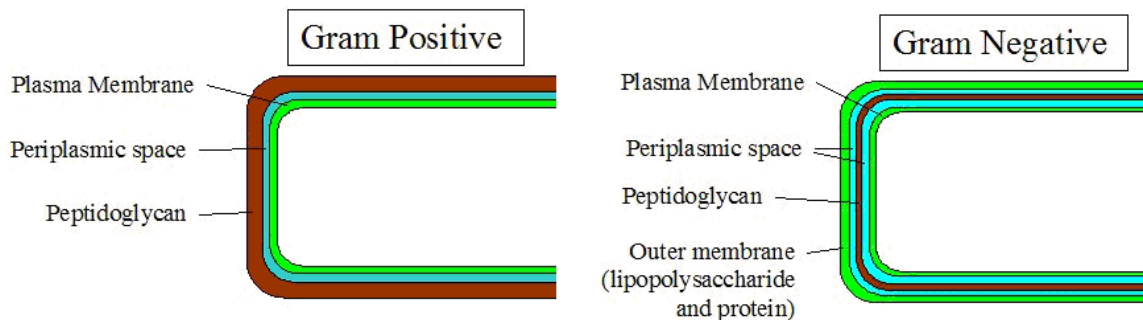 Gram Positive
Plasma Membrane
Periplasmic space
Peptidoglycan
Gram Negative
Plasma Membrane
Periplasmic space
Peptidoglycan
Outer membrane
(lipopolysaccharide
and protein)